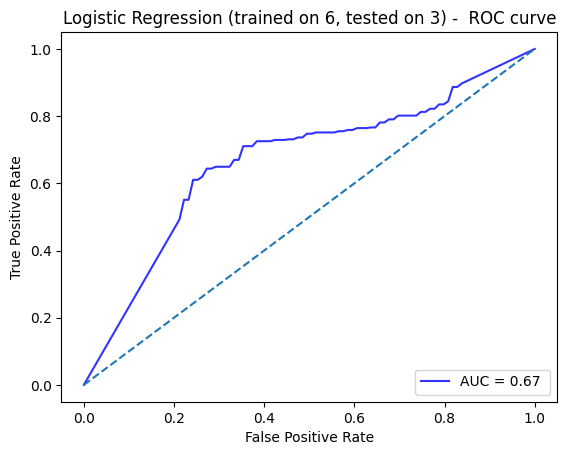 Logistic Regression (trained on 6, tested on 3) -  ROC curve
True Positive Rate
1.0
0.8
0.6
0.4
0.2
0.0
AUC = 0.67
0.0 0.2 0.4 0.6 0.8 1.0
False Positive Rate